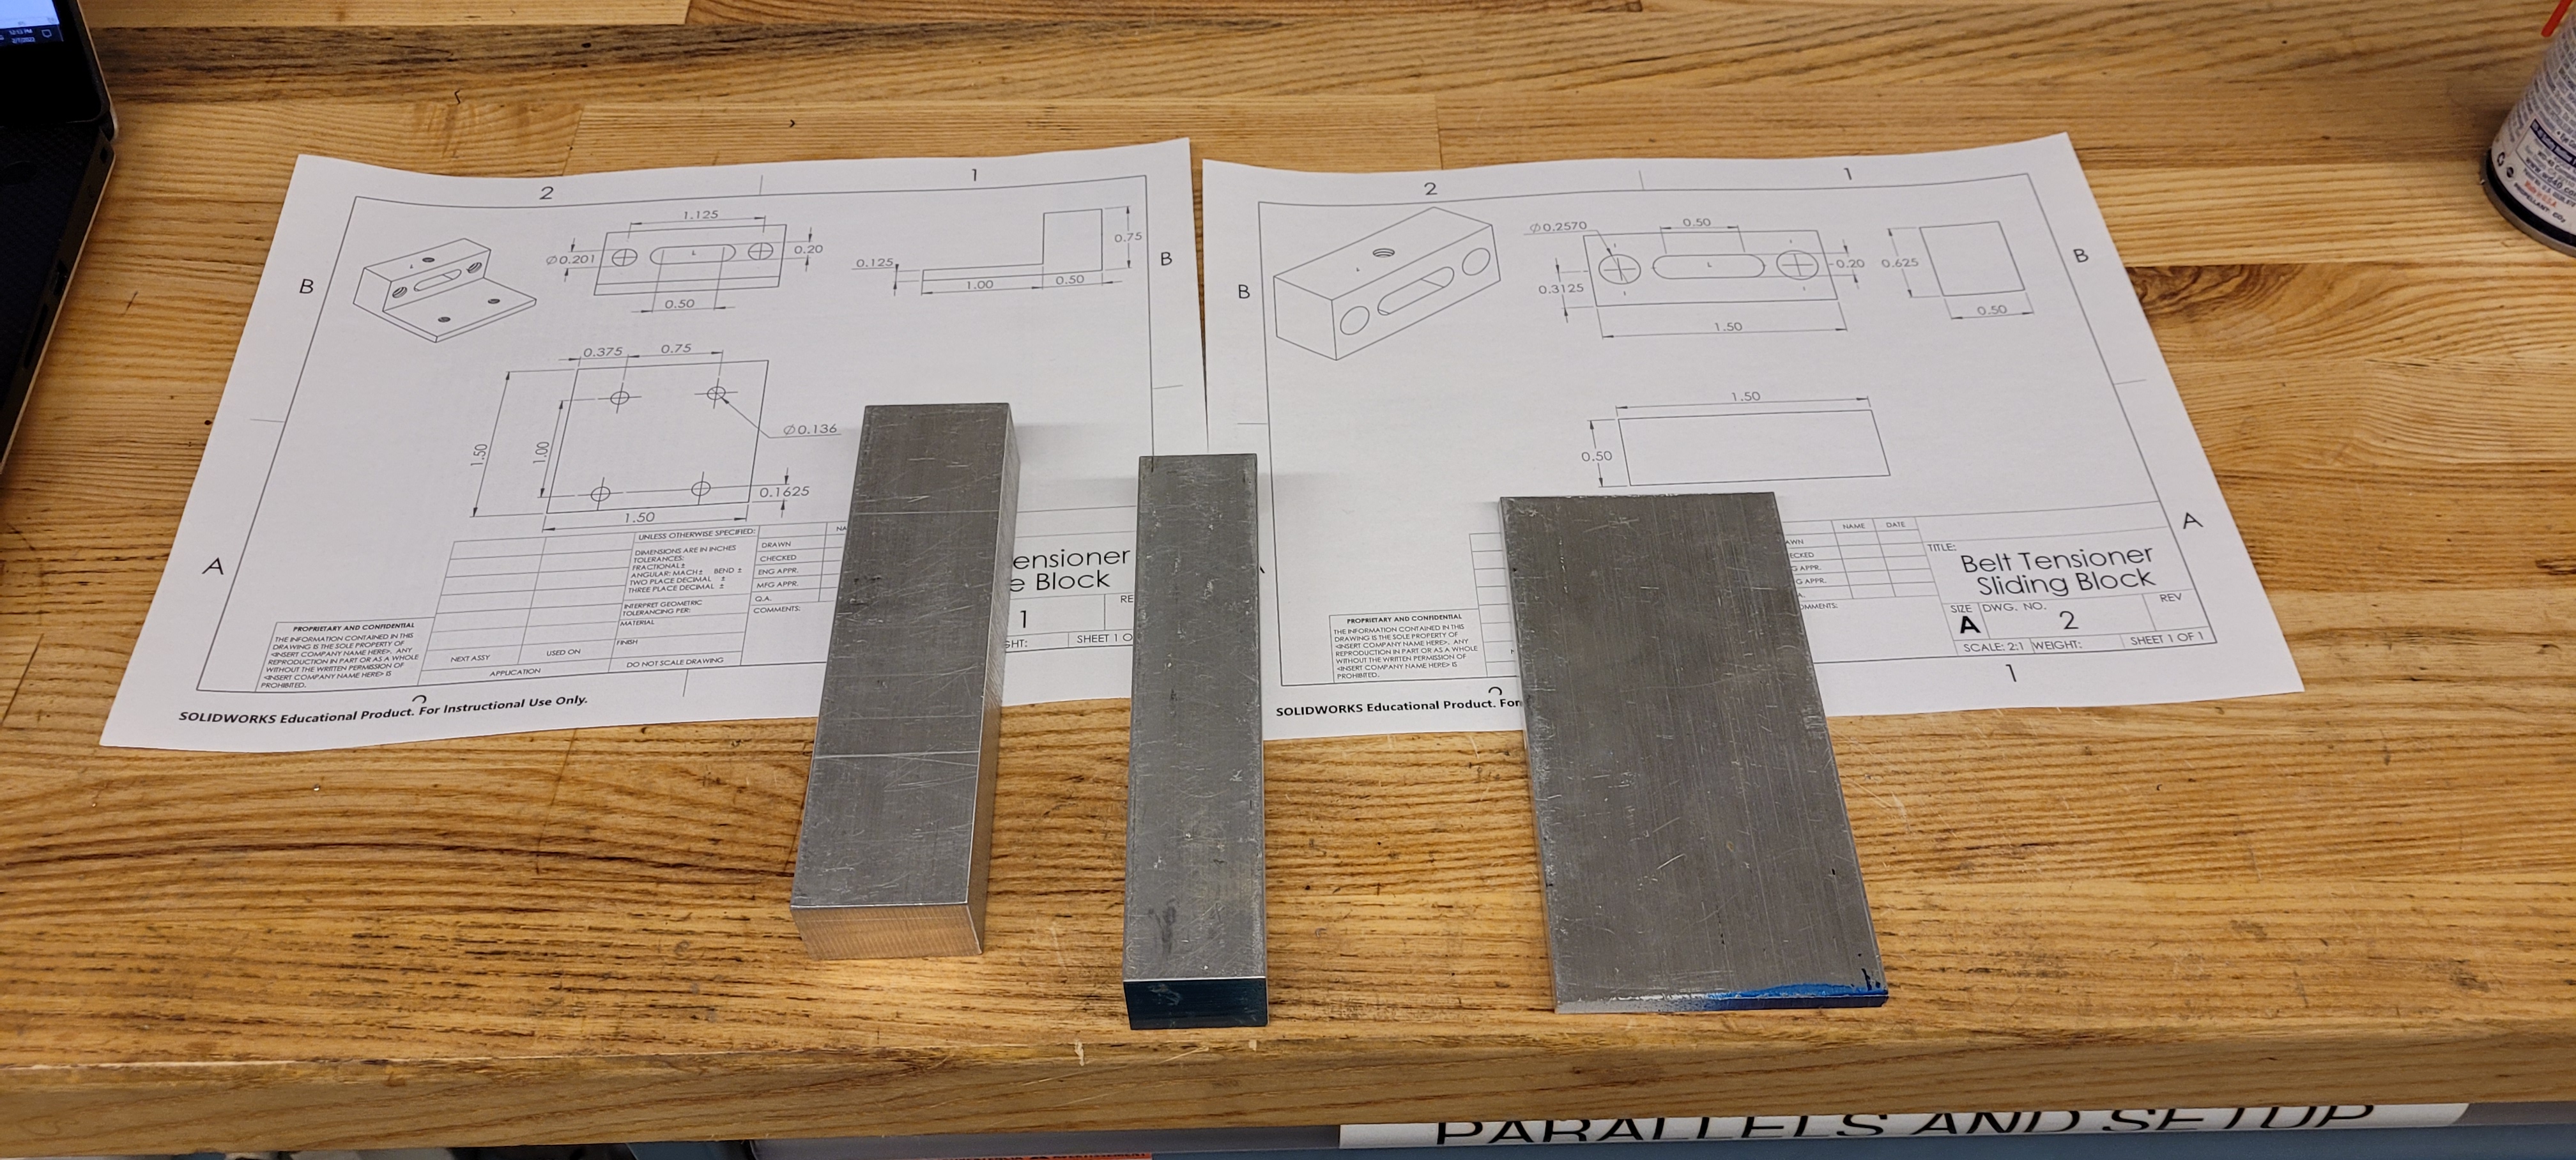 2
1
B
B
A
1.125
Ø0.201
0.20
0.50
0.125
1.00
0.50
0.75
0.375
0.75
1.50
1.00
Ø0.136
0.1625
1.50
UNLESS OTHERWISE SPECIFIED:
DIMENSIONS ARE IN INCHES
TOLERANCES:
FRACTIONAL±
ANGULAR: MACH± BEND ±
TWO PLACE DECIMAL ±
THREE PLACE DECIMAL ±
INTERPRET GEOMETRIC
TOLERANCING PER:
MATERIAL
FINISH
DO NOT SCALE DRAWING
NA
DRAWN
CHECKED
ENG APPR.
MFG APPR.
Q.A.
COMMENTS:
ensioner
e Block
1
RE
GHT:
SHEET 1 O
PROPRIETARY AND CONFIDENTIAL
THE INFORMATION CONTAINED IN THIS
DRAWING IS THE SOLE PROPERTY OF
<INSERT COMPANY NAME HERE>. ANY
REPRODUCTION IN PART OR AS A WHOLE
WITHOUT THE WRITTEN PERMISSION OF
<INSERT COMPANY NAME HERE> IS
PROHIBITED.
NEXT ASSY
USED ON
APPLICATION
SOLIDWORKS Educational Product. For Instructional Use Only.
2
1
B
B
A
Ø0.2570
0.50
0.3125
0.20
1.50
0.625
0.50
1.50
0.50
NAME
DATE
AWN
ECKED
G APPR.
G APPR.
OMMENTS:
TITLE:
Belt Tensioner
Sliding Block
SIZE
DWG. NO.
REV
A
2
SCALE: 2:1
WEIGHT:
SHEET 1 OF 1
1
PROPRIETARY AND CONFIDENTIAL
THE INFORMATION CONTAINED IN THIS
DRAWING IS THE SOLE PROPERTY OF
<INSERT COMPANY NAME HERE>. ANY
REPRODUCTION IN PART OR AS A WHOLE
WITHOUT THE WRITTEN PERMISSION OF
<INSERT COMPANY NAME HERE> IS
PROHIBITED.
SOLIDWORKS Educational Product. For
PARALLELS AND SETUP